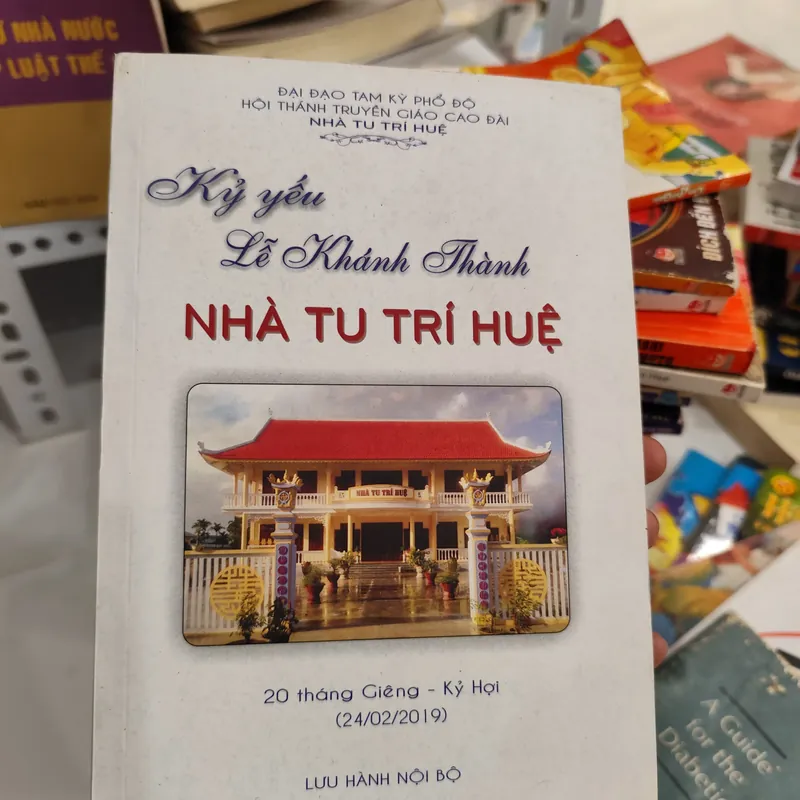 ĐẠI ĐẠO TAM KỲ PHỔ ĐỘ
HỘI THÁNH TRUYỀN GIÁO CAO ĐÀI
NHÀ TU TRÍ HUỆ
Kỷ yếu
Lễ Khánh Thành
NHÀ TU TRÍ HUỆ
NHÀ TU TRÍ HUỆ
20 tháng Giêng - Kỷ Hợi
(24/02/2019)
LƯU HÀNH NỘI BỘ
NHÀ NƯỚC
LUẬT THẾ
A Guide
for the